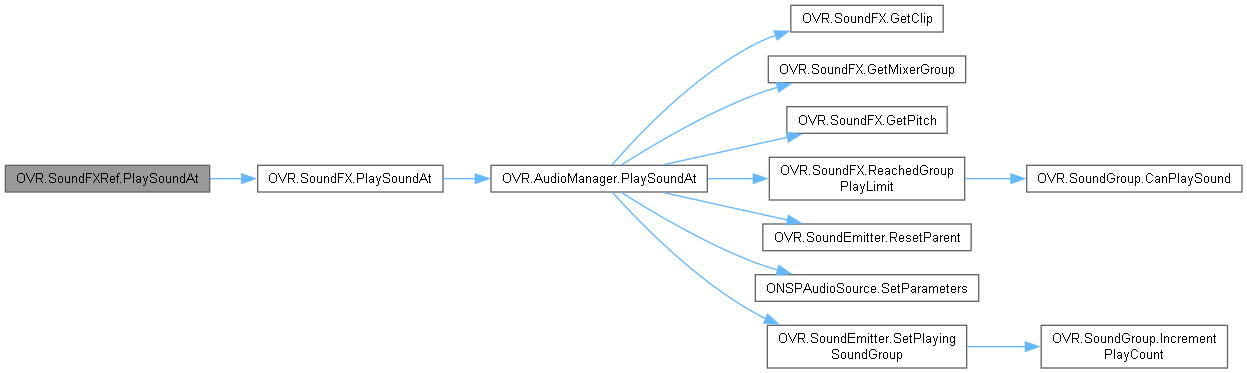 OVR.SoundFXRef.PlaySoundAt
OVR.SoundFX.PlaySoundAt
OVR.AudioManager.PlaySoundAt
OVR.SoundFX.GetClip
OVR.SoundFX.GetMixerGroup
OVR.SoundFX.GetPitch
OVR.SoundFX.ReachedGroup
PlayLimit
OVR.SoundGroup.CanPlaySound
OVR.SoundEmitter.ResetParent
ONSPAudioSource.SetParameters
OVR.SoundEmitter.SetPlaying
SoundGroup
OVR.SoundGroup.Increment
PlayCount